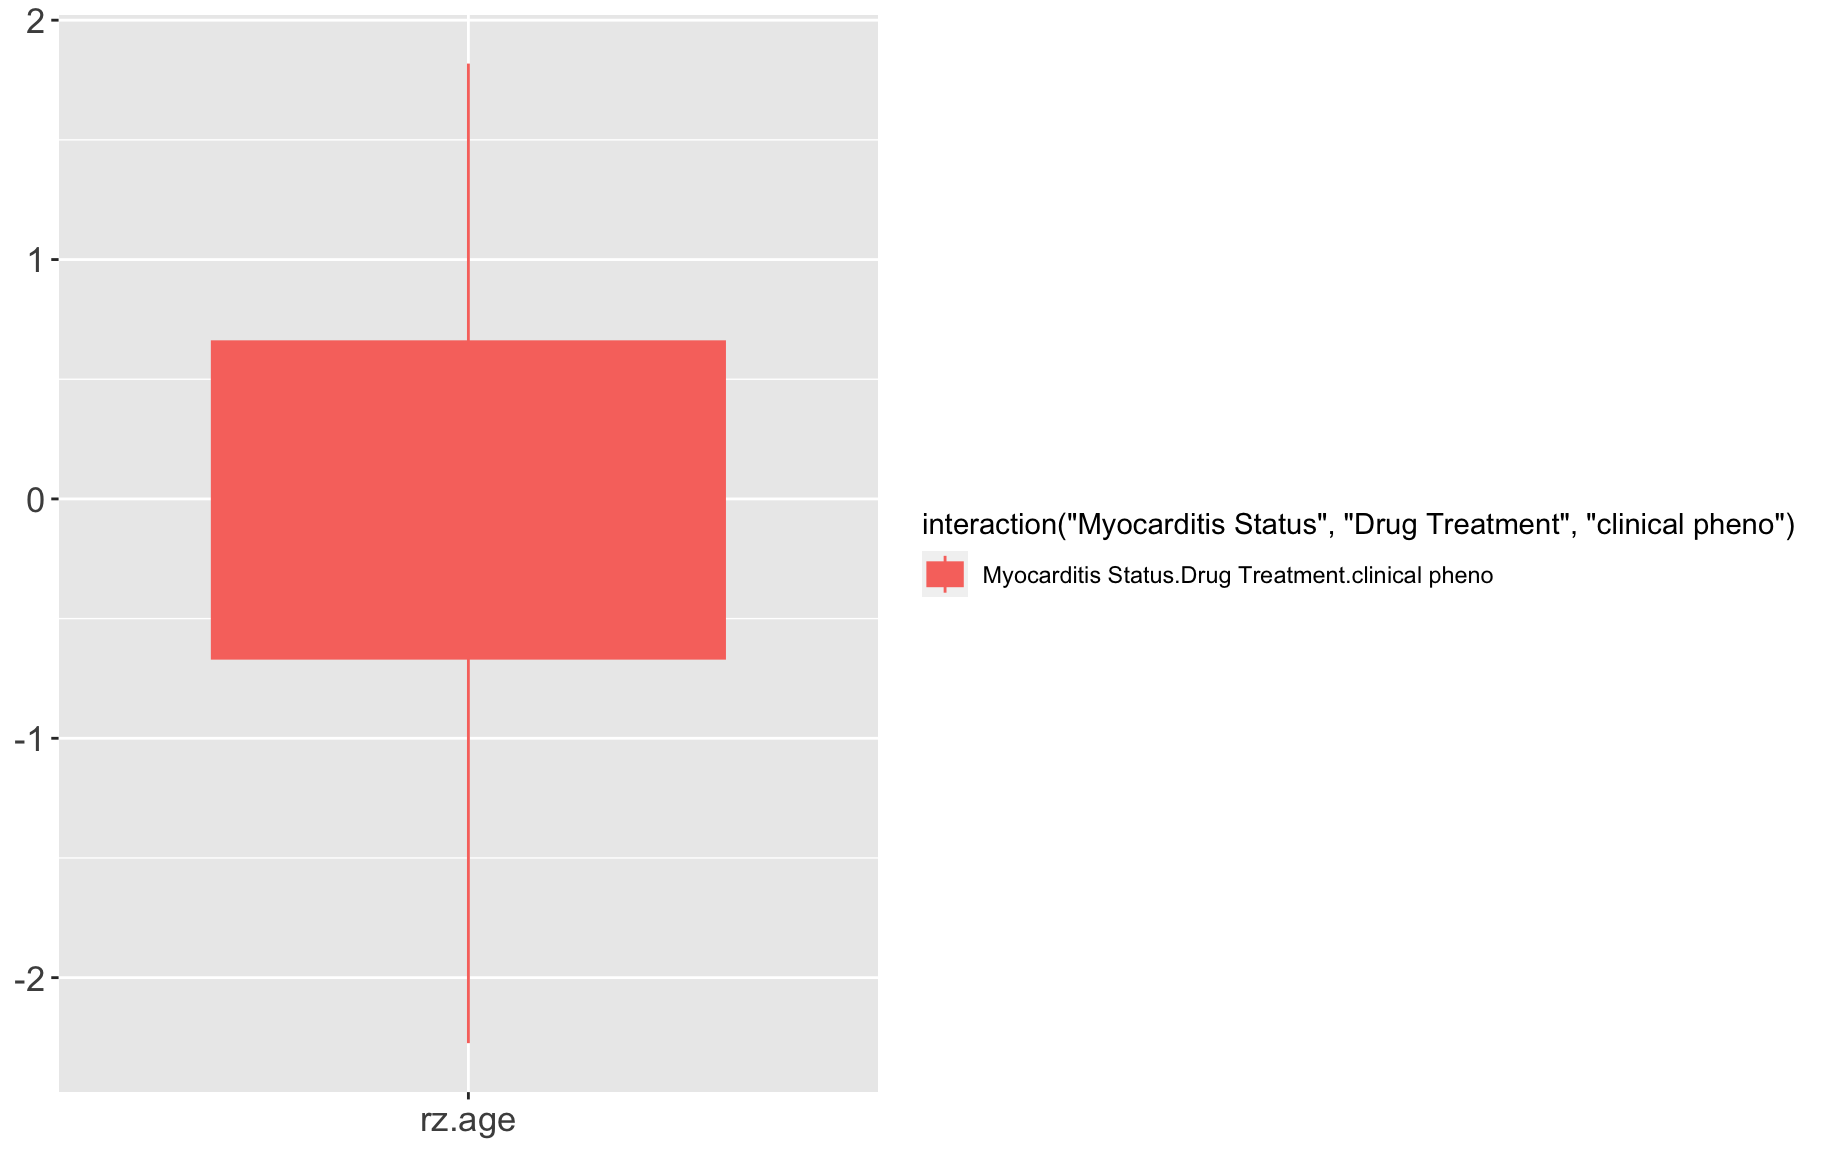 2
1
0
-1
-2
rz.age
interaction("Myocarditis Status", "Drug Treatment", "clinical pheno")
Myocarditis Status.Drug Treatment.clinical pheno